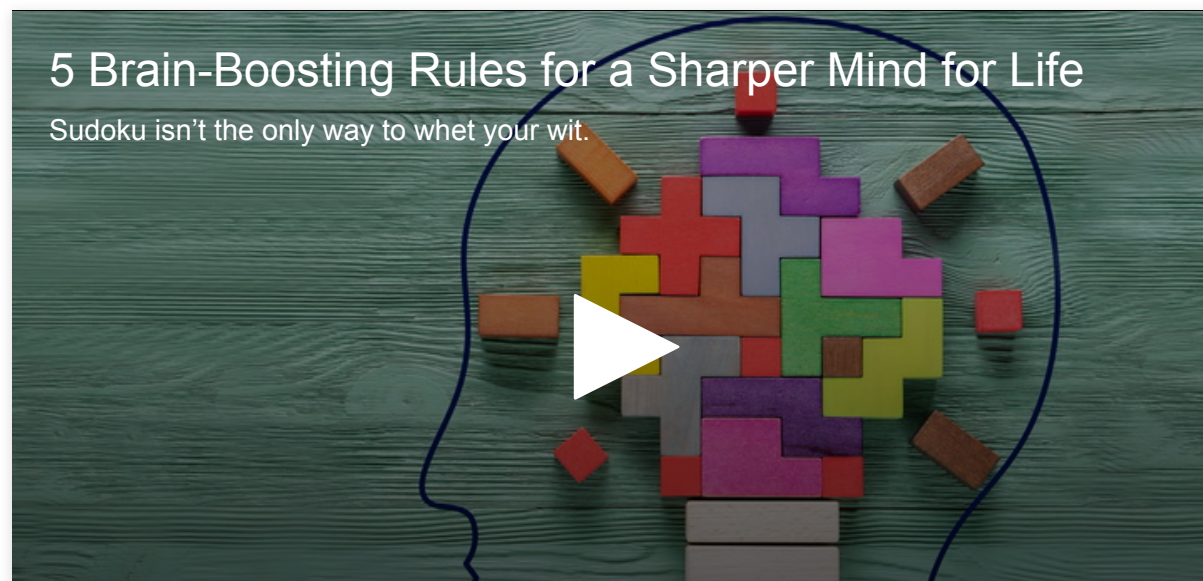 5 Brain-Boosting Rules for a Sharper Mind for Life
Sudoku isn’t the only way to whet your wit.